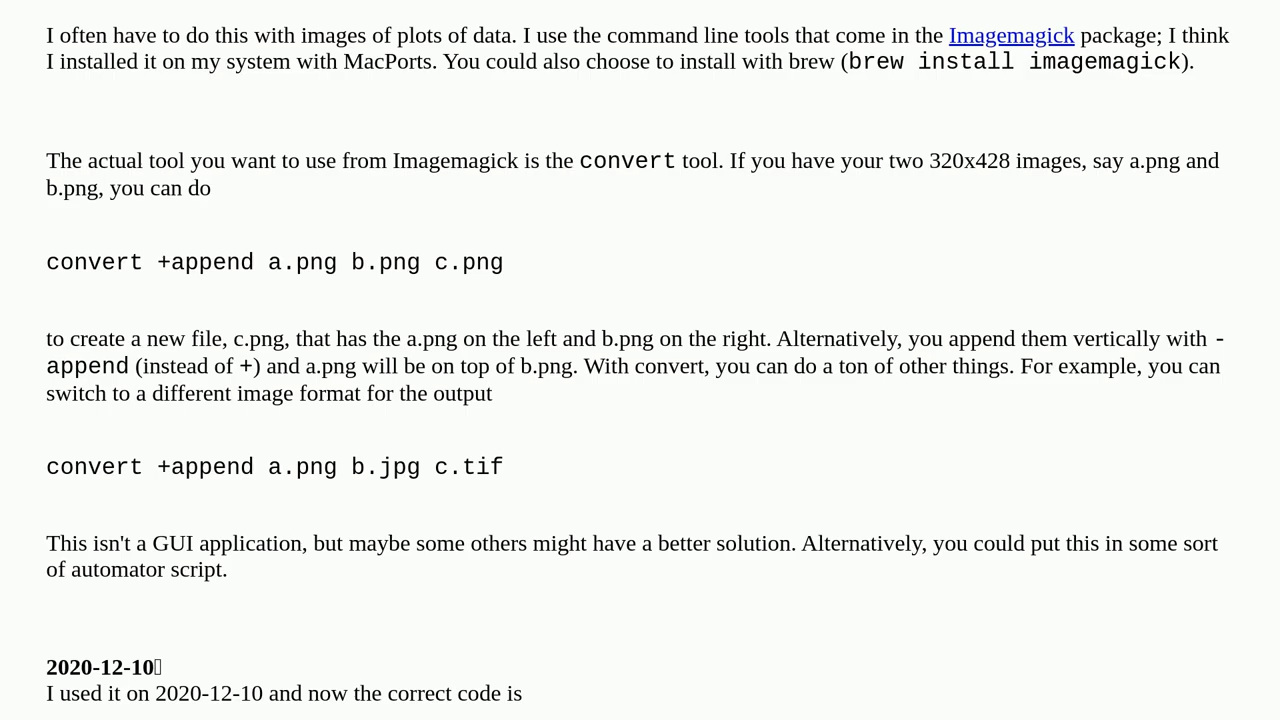 I often have to do this with images of plots of data. I use the command line tools that come in the Imagemagick package; I think
I installed it on my system with MacPorts. You could also choose to install with brew (brew install imagemagick).
The actual tool you want to use from Imagemagick is the convert tool. If you have your two 320x428 images, say a.png and
b.png, you can do
convert +append a.png b.png c.png
to create a new file, c.png, that has the a.png on the left and b.png on the right. Alternatively, you append them vertically with -
append (instead of +) and a.png will be on top of b.png. With convert, you can do a ton of other things. For example, you can
switch to a different image format for the output
convert +append a.png b.jpg c.tif
This isn't a GUI application, but maybe some others might have a better solution. Alternatively, you could put this in some sort
of automator script.
2020-12-10
I used it on 2020-12-10 and now the correct code is